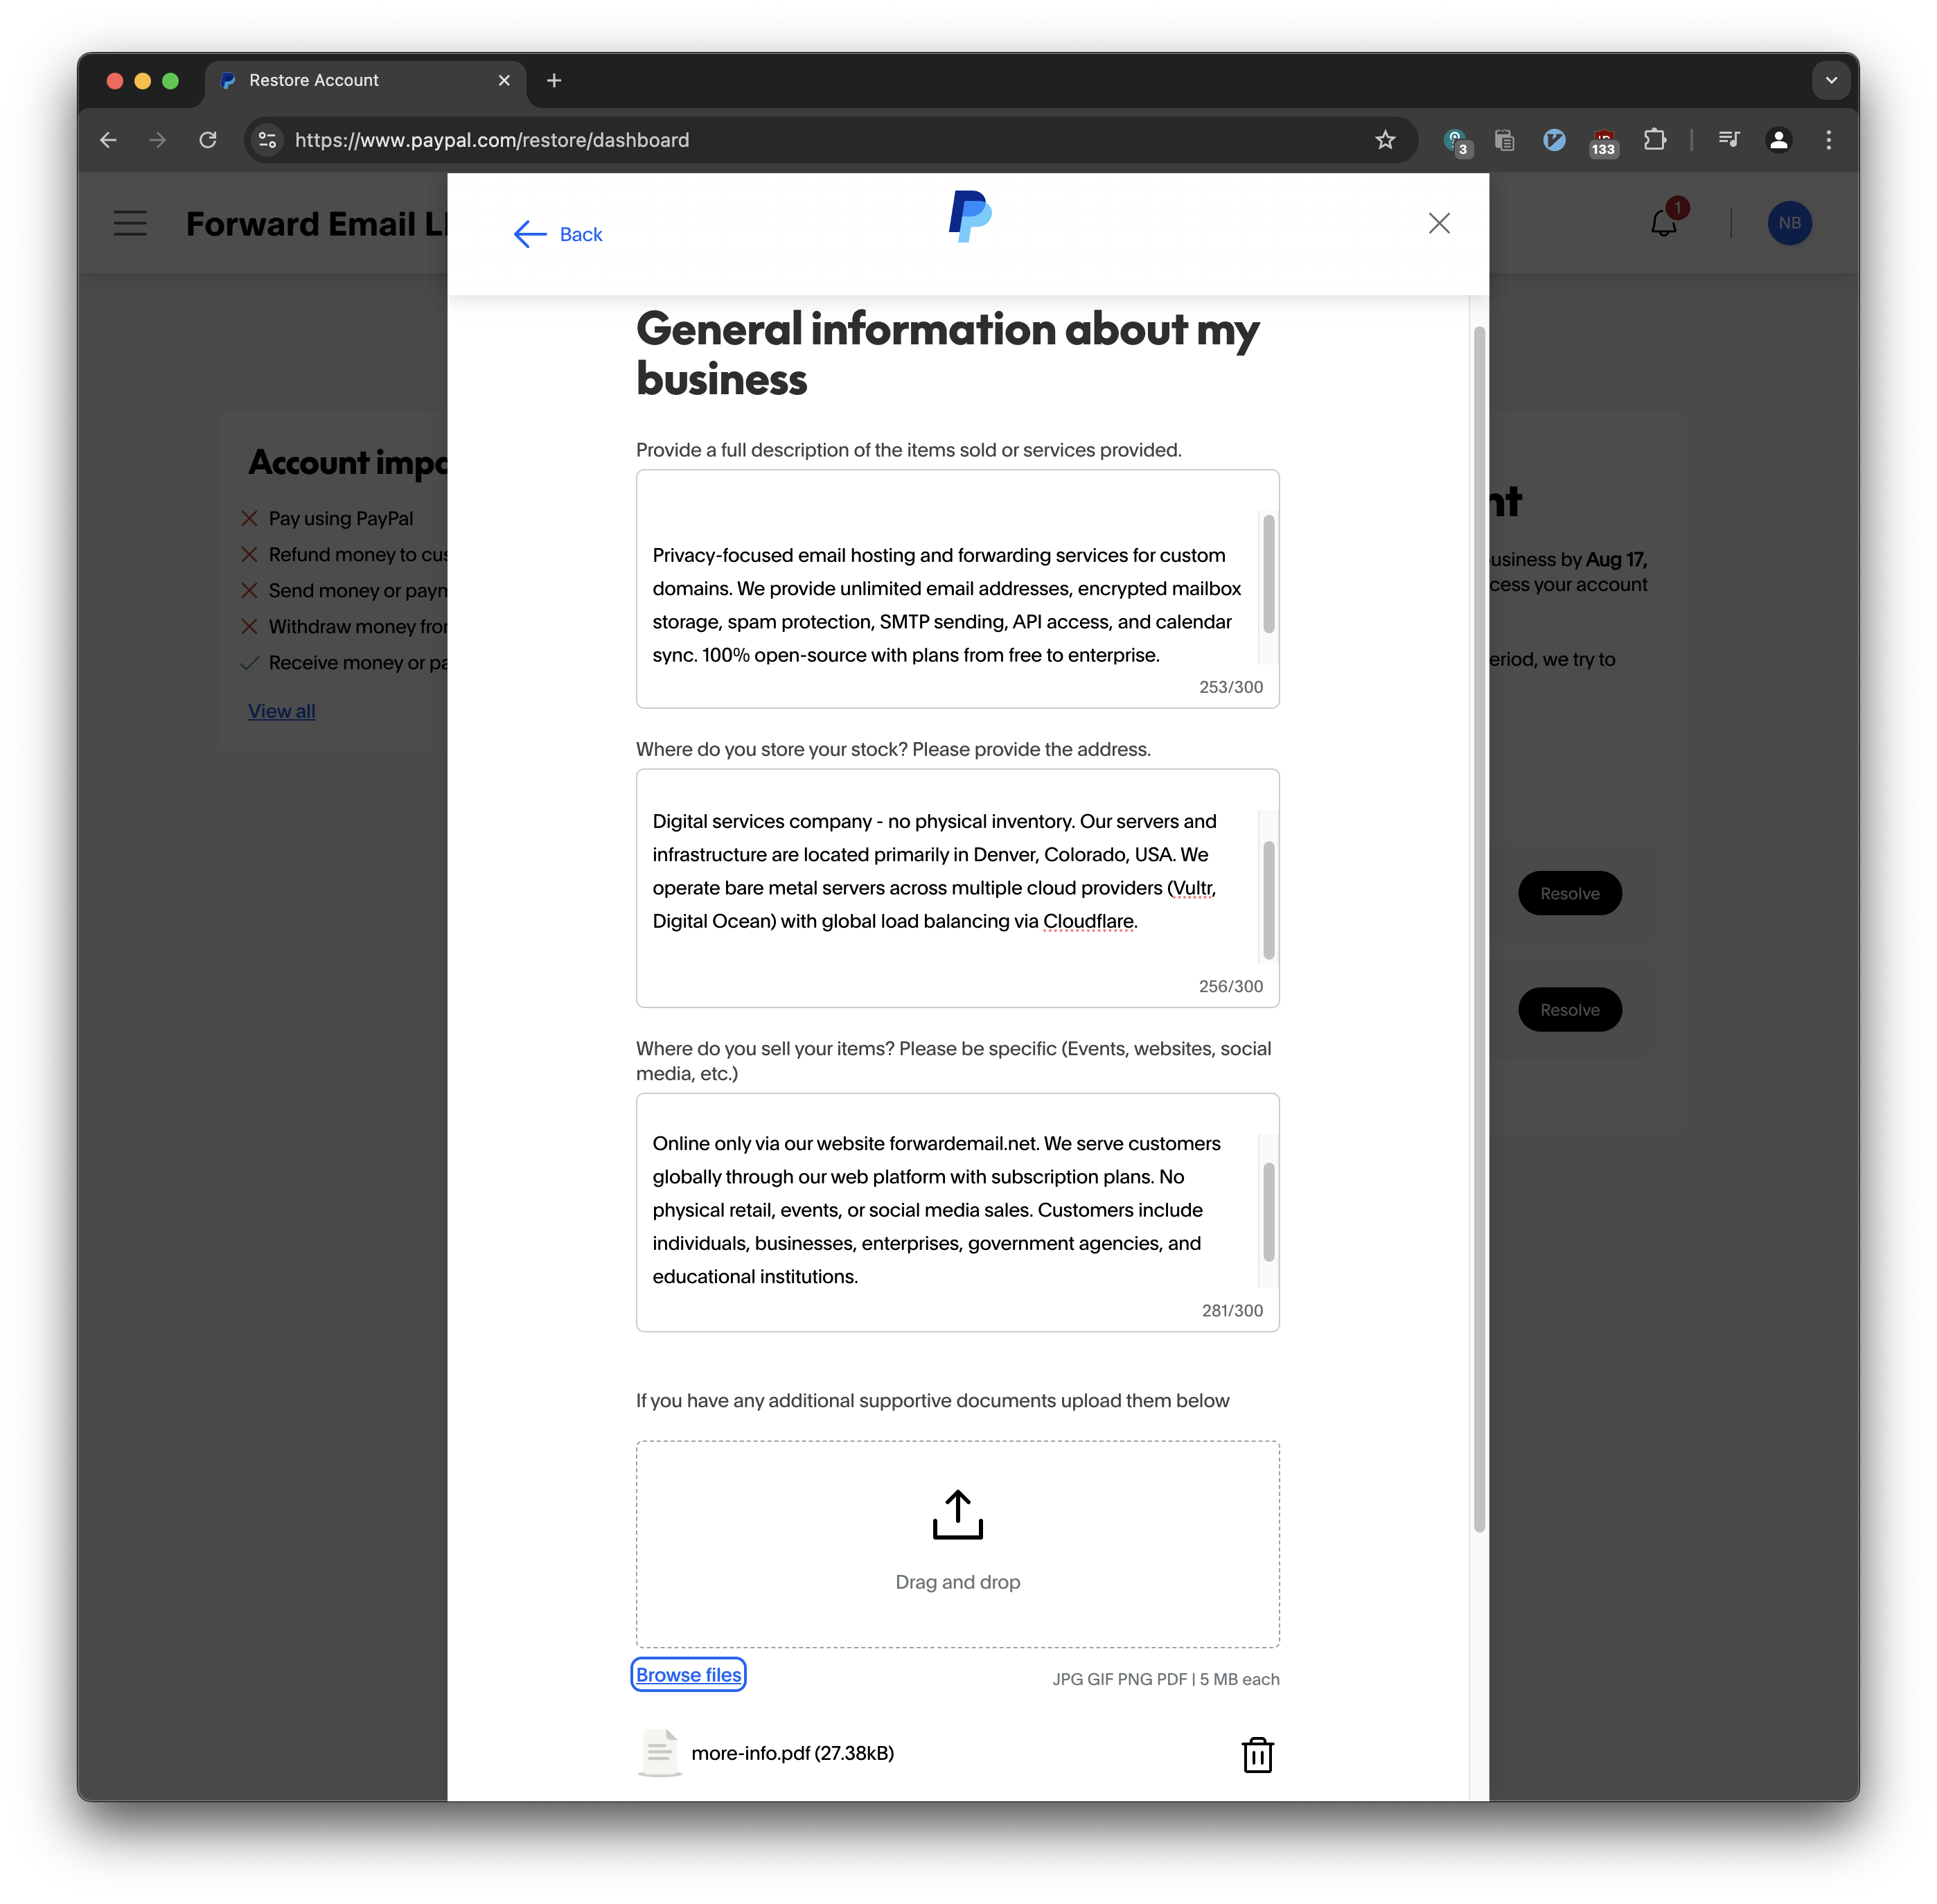 Restore Account
https://www.paypal.com/restore/dashboard
3
133
Forward Email
1
NB
Back
General information about my
business
Account
Pay using PayPal
Refund money to
Send money or
Withdraw money
Receive money or
View all
by Aug 17,
your account
we try to
Resolve
Resolve
Provide a full description of the items sold or services provided.
Privacy-focused email hosting and forwarding services for custom
domains. We provide unlimited email addresses, encrypted mailbox
storage, spam protection, SMTP sending, API access, and calendar
sync. 100% open-source with plans from free to enterprise.
253/300
Where do you store your stock? Please provide the address.
Digital services company - no physical inventory. Our servers and
infrastructure are located primarily in Denver, Colorado, USA. We
operate bare metal servers across multiple cloud providers (Vultr,
Digital Ocean) with global load balancing via Cloudflare.
256/300
Where do you sell your items? Please be specific (Events, websites, social
media, etc.)
Online only via our website forwardemail.net. We serve customers
globally through our web platform with subscription plans. No
physical retail, events, or social media sales. Customers include
individuals, businesses, enterprises, government agencies, and
educational institutions.
281/300
If you have any additional supportive documents upload them below
Drag and drop
Browse files
JPG GIF PNG PDF | 5 MB each
more-info.pdf (27.38kB)